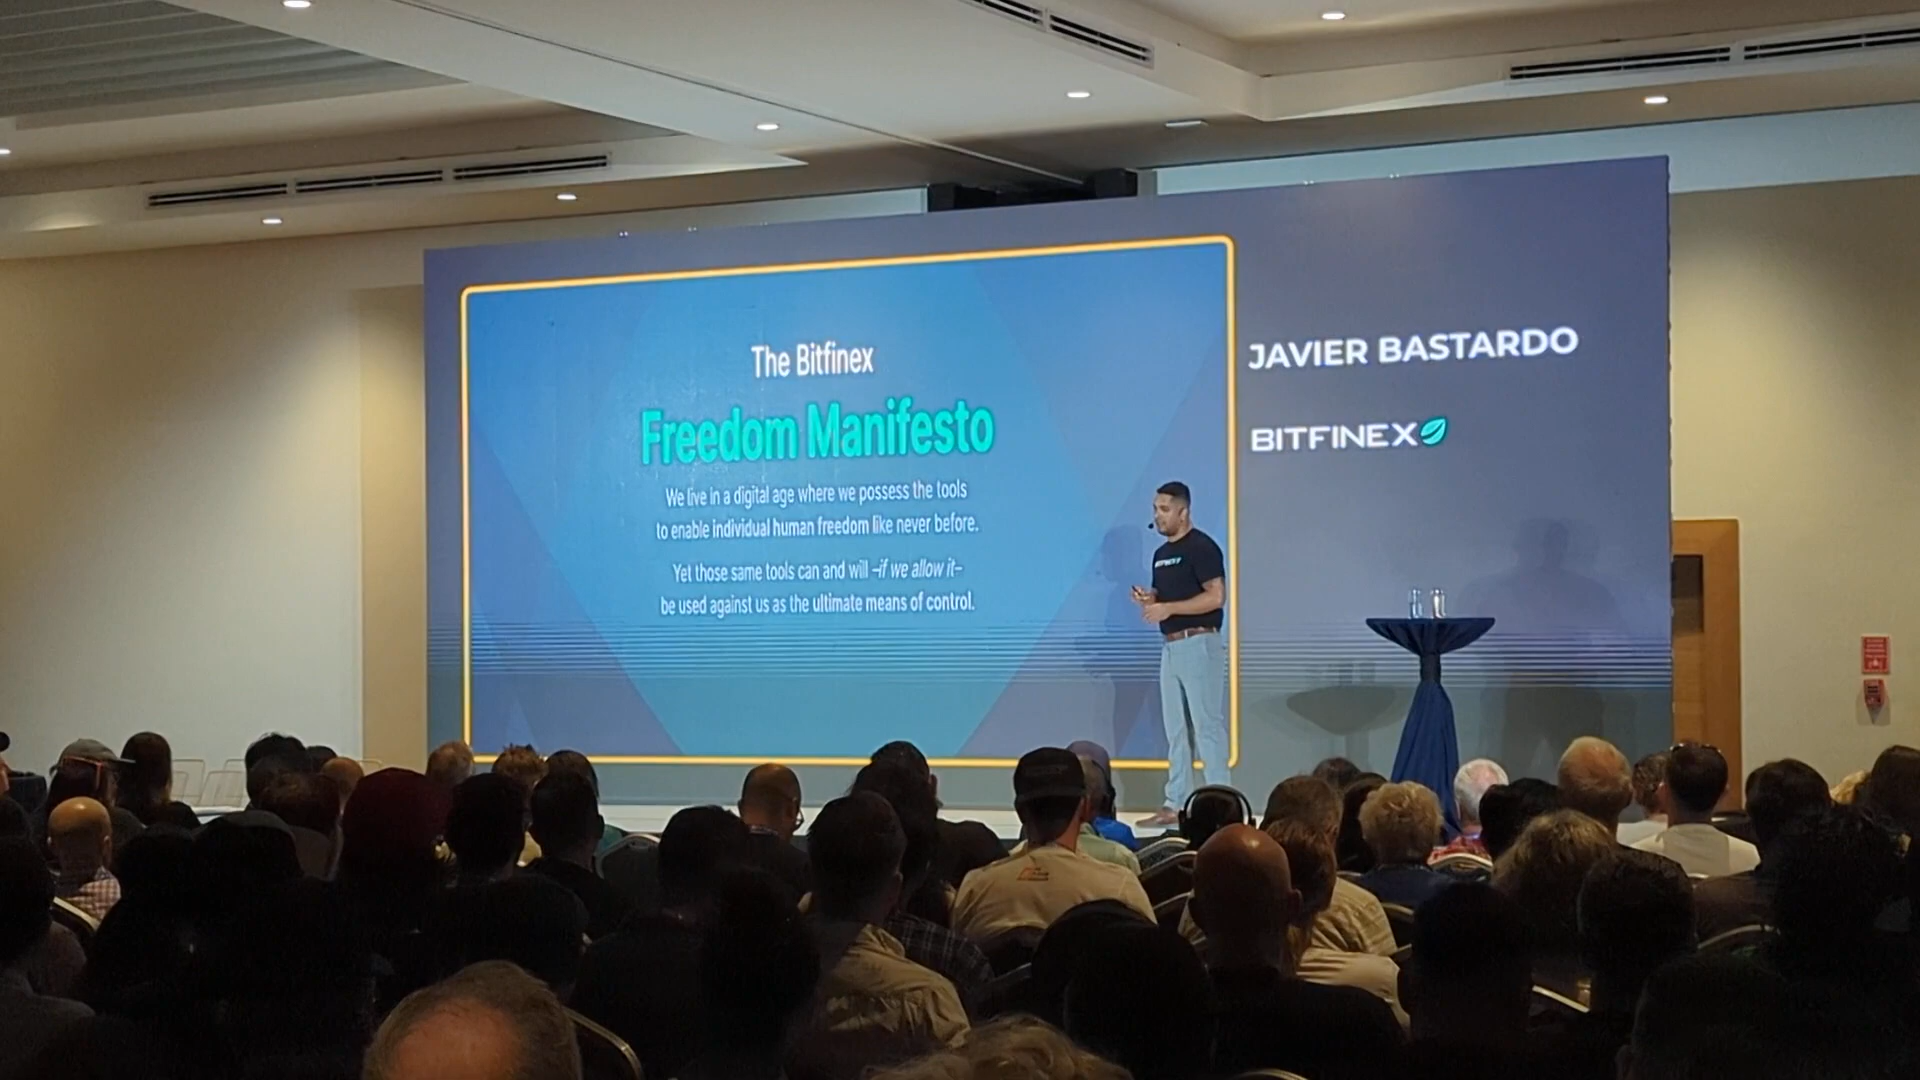 The Bitfinex
Freedom Manifesto
We live in a digital age where we possess the tools
to enable individual human freedom like never before.
Yet those same tools can and will –if we allow it–
be used against us as the ultimate means of control.
JAVIER BASTARDO
BITFINEX